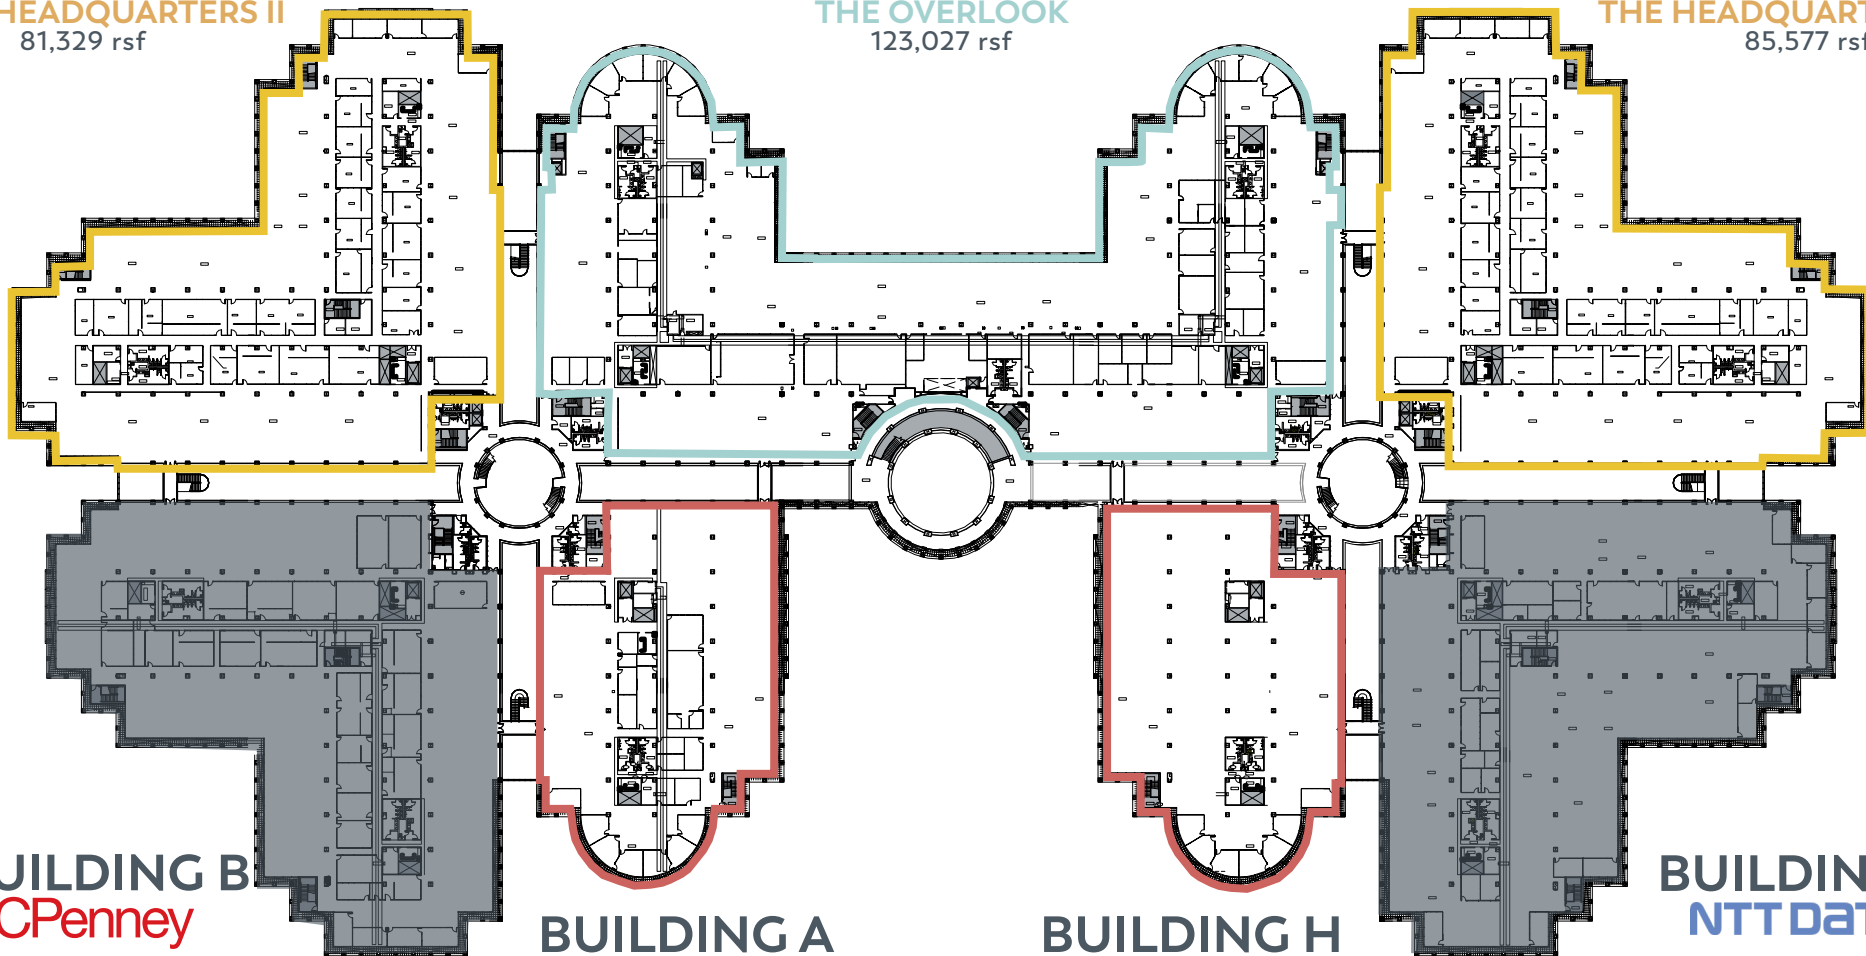 HEADQUARTERS II
81,329 rsf
THE OVERLOOK
123,027 rsf
THE HEADQUART
85,577 rsf
UILDING B
CPenney
BUILDING A
BUILDING H
BUILDIN
NTT DaT